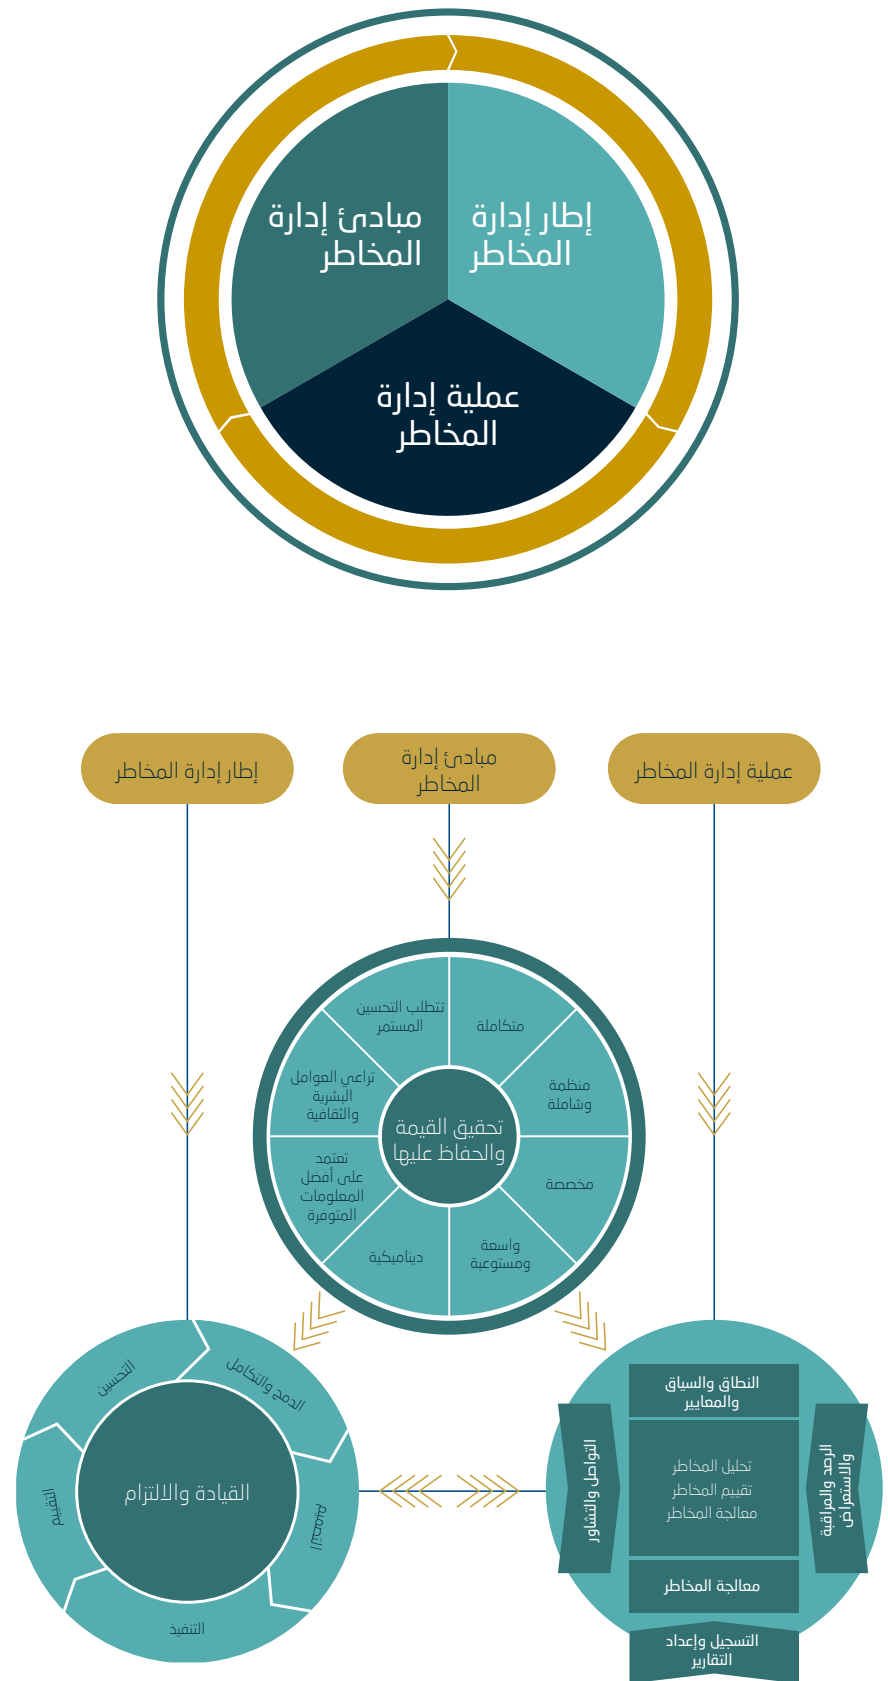 إطار إدارة
المخاطر
مبادئ إدارة
المخاطر
عملية إدارة
المخاطر
عملية إدارة المخاطر
مبادئ إدارة
المخاطر
إطار إدارة المخاطر
متكاملة
منظمة
وشاملة
مخصصة
واسعة
ومستوعبة
ديناميكية
تعتمد
على أفضل
المعلومات
المتوفرة
تراعي العوامل
البشرية
والثقافية
تتطلب التحسين
المستمر
تحقيق القيمة
والحفاظ عليها
النطاق والسياق
والمعايير
الرصد والمراقبة
والاستعراض
تحليل المخاطر
تقييم المخاطر
معالجة المخاطر
التواصل والتشاور
معالجة المخاطر
التسجيل وإعداد
التقارير
الدمج والتكامل
التصميم
التنفيذ
التقييم
التحسين
القيادة والالتزام